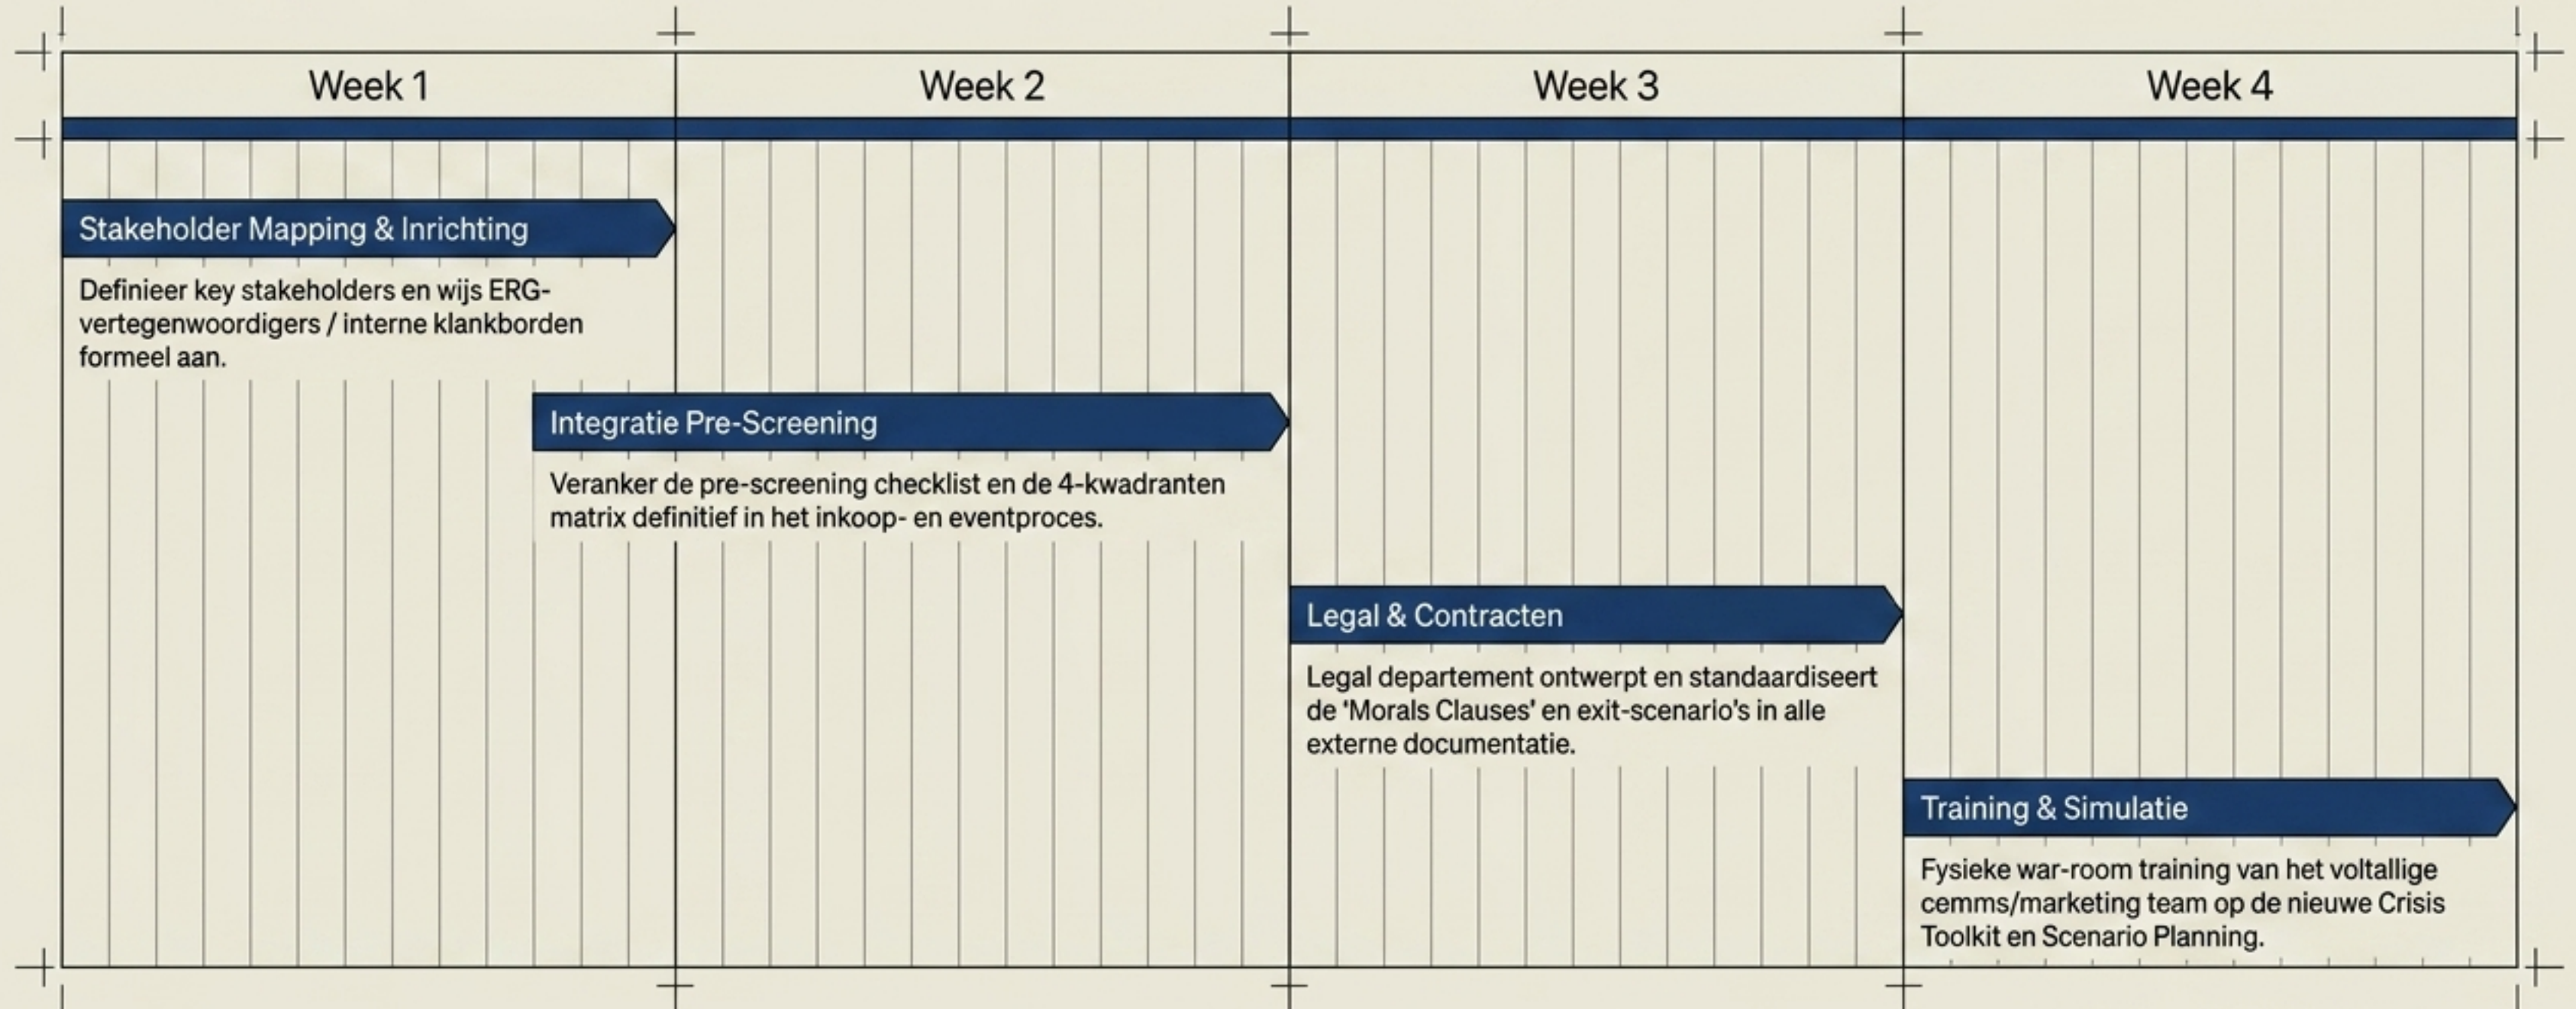 Week 1
Week 2
Week 3
Week 4
Stakeholder Mapping & Inrichting
Definieer key stakeholders en wijs ERG-
vertegenwoordigers / interne klankborden
formeel aan.
Integratie Pre-Screening
Veranker de pre-screening checklist en de 4-kwadranten
matrix definitief in het inkoop- en eventproces.
Legal & Contracten
Legal departement ontwerpt en standaardiseert
de ‘Morals Clauses’ en exit-scenario’s in alle
externe documentatie.
Training & Simulatie
Fysieke war-room training van het voltallige
cemms/marketing team op de nieuwe Crisis
Toolkit en Scenario Planning.